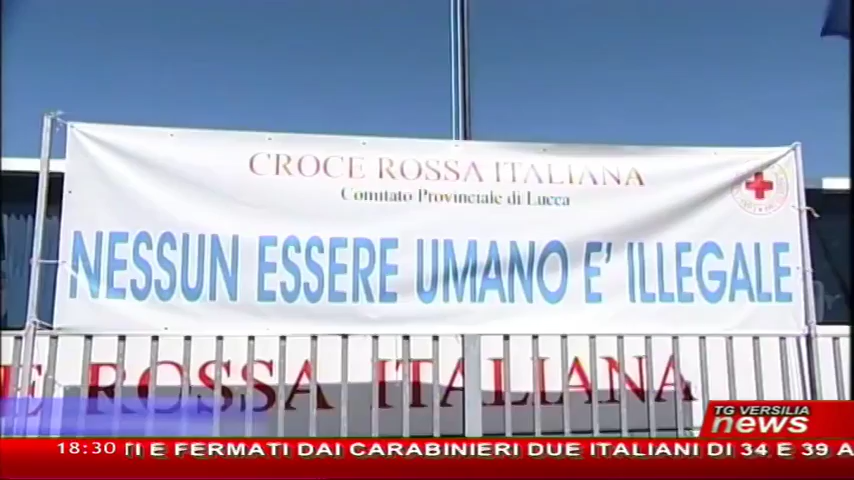 CROCE ROSSA ITALIANA
Comitato Provinciale di Lucca
NESSUN ESSERE UMANO E' ILLEGALE
E ROSSA ITALIANA
TG VERSILIA
news
18:30 TI E FERMATI DAI CARABINIERI DUE ITALIANI DI 34 E 39 A